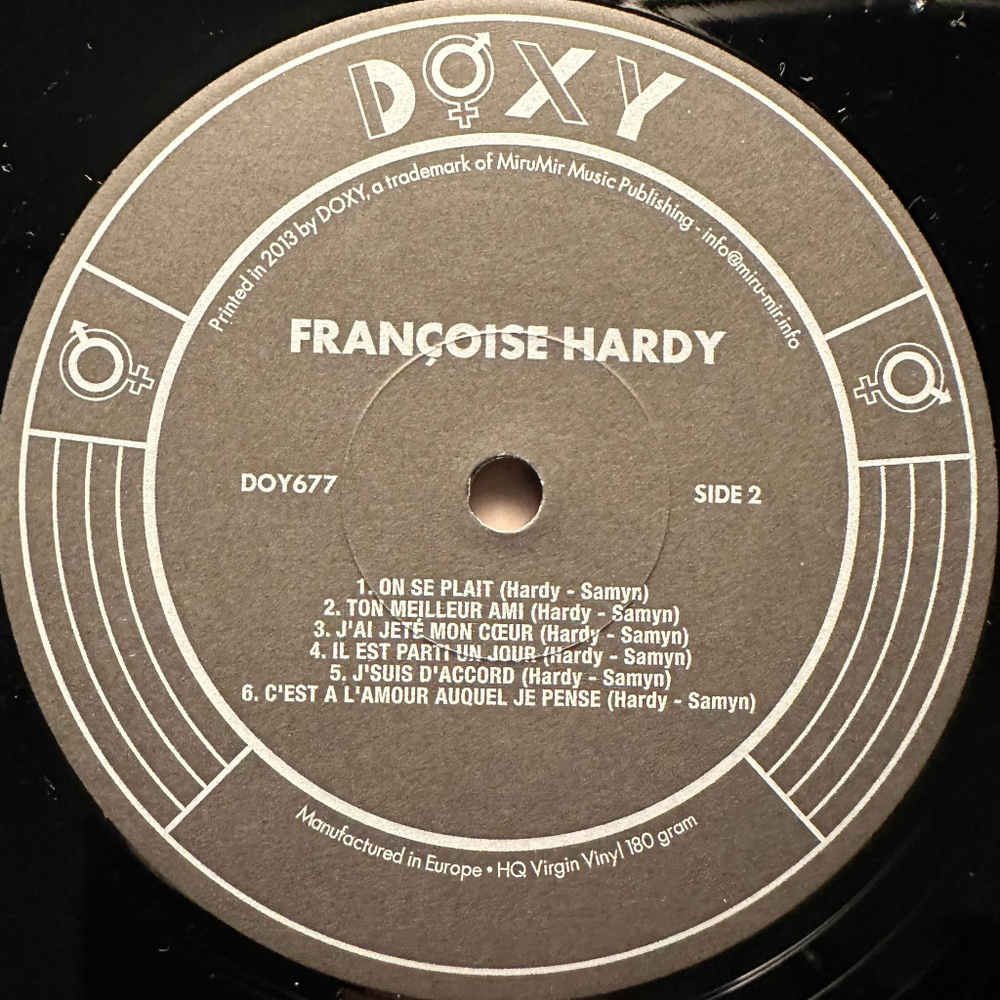 DOXY
Printed in 2013 by DOXY, a trademark of MiruMir Music Publishing - info@miru-mir.info
FRANÇOISE HARDY
DOY677
SIDE 2
1. ON SE PLAIT (Hardy - Samyn)
2. TON MEILLEUR AMI (Hardy - Samyn)
3. J'AI JETÉ MON CŒUR (Hardy - Samyn)
4. IL EST PARTI UN JOUR (Hardy - Samyn)
5. J'SUIS D'ACCORD (Hardy - Samyn)
6. C'EST A L'AMOUR AUQUEL JE PENSE (Hardy - Samyn)
Manufactured in Europe • HQ Virgin Vinyl 180 gram